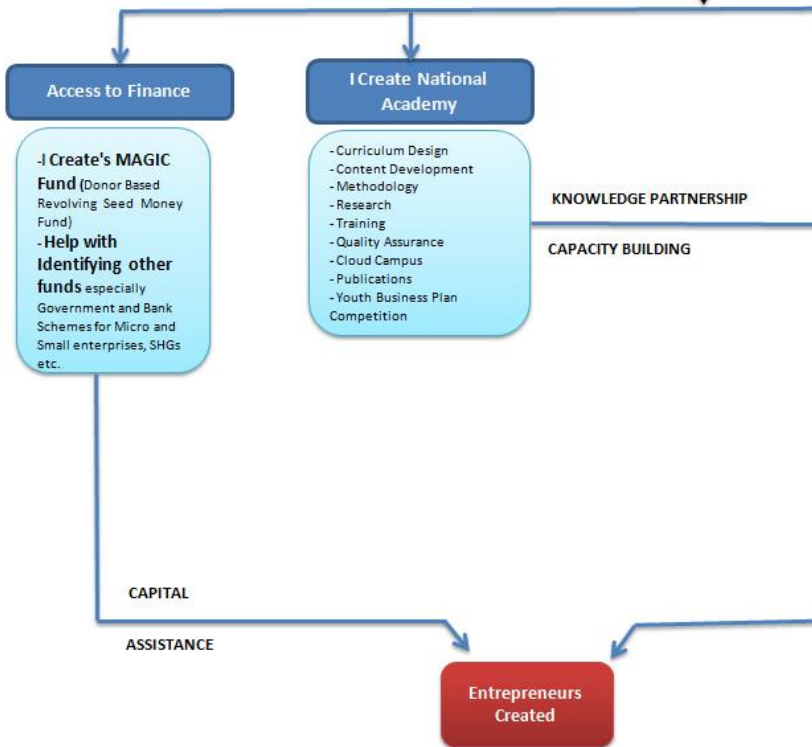 Access to Finance
-I Create's MAGIC
Fund (Donor Based
Revolving Seed Money
Fund)
-Help with
Identifying other
funds especially
Government and Bank
Schemes for Micro and
Small enterprises, SHGs
etc.
I Create National
Academy
-Curriculum Design
-Content Development
-Methodology
-Research
-Training
-Quality Assurance
-Cloud Campus
-Publications
-Youth Business Plan
Competition
KNOWLEDGE PARTNERSHIP
CAPACITY BUILDING
CAPITAL
ASSISTANCE
Entrepreneurs
Created